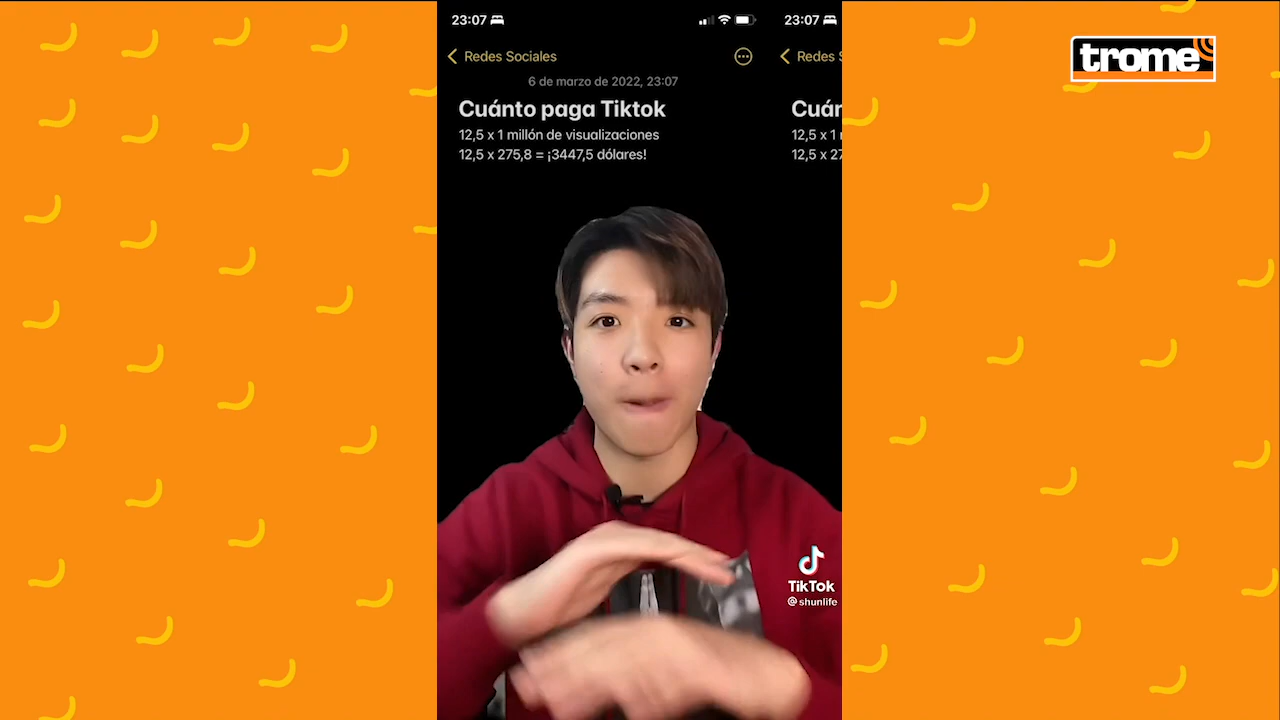 23:07
23:07
trome
Redes Sociales
Redes S
6 de marzo de 2022, 23:07
Cuánto paga Tiktok
Cuán
12,5 x 1 millón de visualizaciones
12,5 x 1
12,5 x 275,8 = ¡3447,5 dólares!
12,5 x 27
TikTok
@shunlife